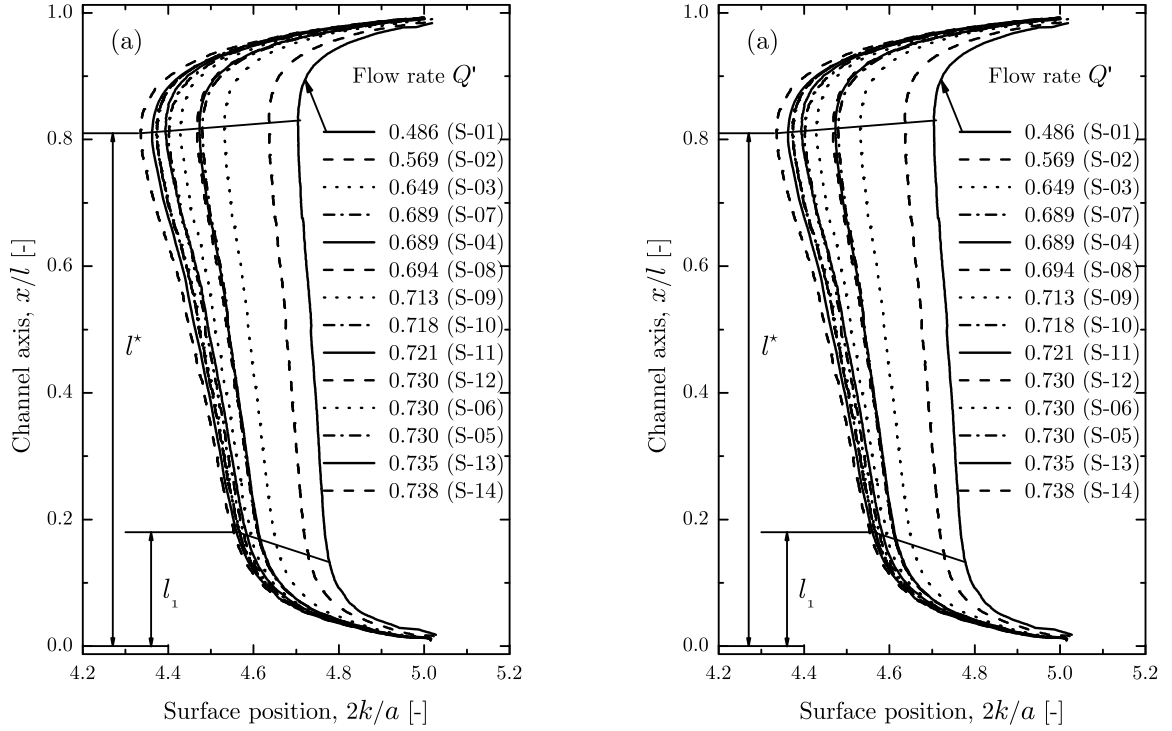 (a)
Flow rate Q'
0.486 (S-01)
0.569 (S-02)
0.649 (S-03)
0.689 (S-07)
0.689 (S-04)
0.694 (S-08)
0.713 (S-09)
0.718 (S-10)
0.721 (S-11)
0.730 (S-12)
0.730 (S-06)
0.730 (S-05)
0.735 (S-13)
0.738 (S-14)
l*
l₁
1.0
0.8
0.6
0.4
0.2
0.0
Channel axis, x/l [-]
4.2 4.4 4.6 4.8 5.0 5.2
Surface position, 2k/a [-]
(a)
Flow rate Q'
0.486 (S-01)
0.569 (S-02)
0.649 (S-03)
0.689 (S-07)
0.689 (S-04)
0.694 (S-08)
0.713 (S-09)
0.718 (S-10)
0.721 (S-11)
0.730 (S-12)
0.730 (S-06)
0.730 (S-05)
0.735 (S-13)
0.738 (S-14)
l*
l₁
1.0
0.8
0.6
0.4
0.2
0.0
Channel axis, x/l [-]
4.2 4.4 4.6 4.8 5.0 5.2
Surface position, 2k/a [-]